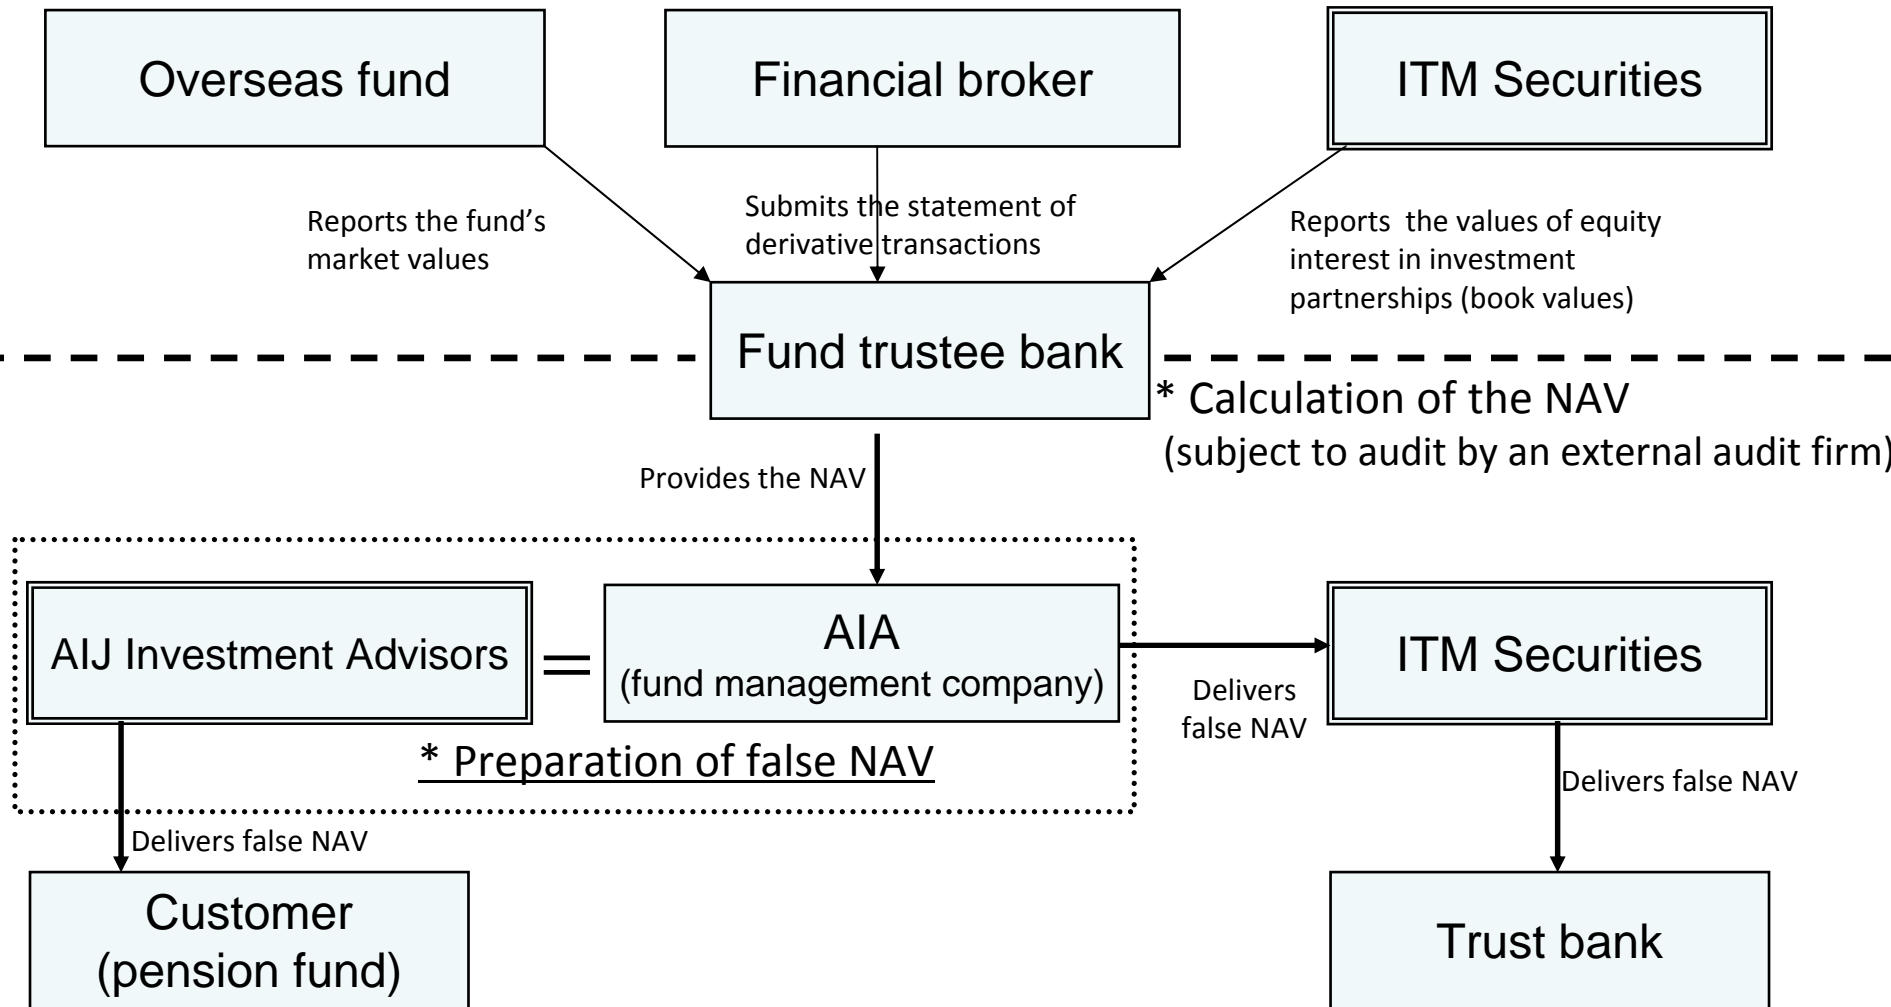 Overseas fund
Financial broker
ITM Securities
Reports the fund’s
market values
Submits the statement of
derivative transactions
Reports  the values of equity
interest in investment
partnerships (book values)
Fund trustee bank
* Calculation of the NAV
(subject to audit by an external audit firm)
Provides the NAV
AIJ Investment Advisors
=
AIA
(fund management company)
Delivers
false NAV
ITM Securities
* Preparation of false NAV
Delivers false NAV
Delivers false NAV
Customer
(pension fund)
Trust bank